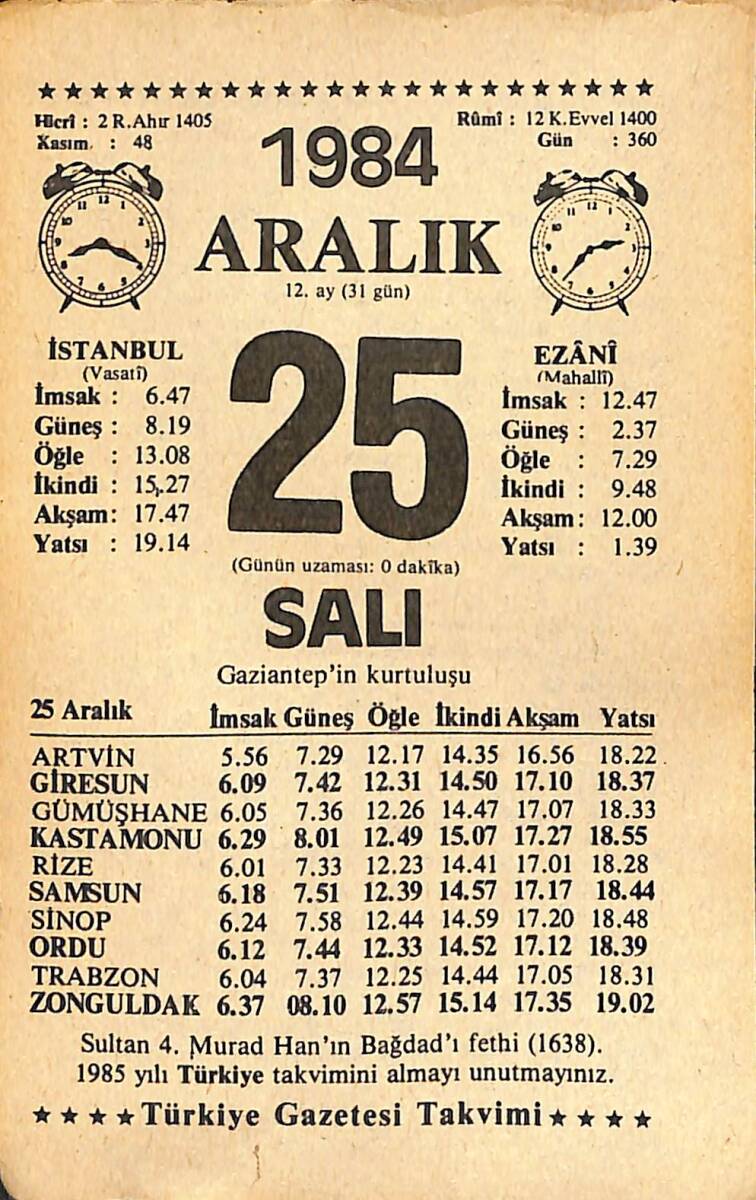 ★ ★ ★ ★ ★ ★ ★ ★ ★ ★ ★ ★ ★ ★ ★ ★ ★ ★ ★ ★ ★ ★ ★ ★
Hicrî : 2 R.Ahır 1405
Kasım. : 48
Rûmî : 12 K.Evvel 1400
Gün : 360
1984
ARALIK
12. ay (31 gün)
25
(Günün uzaması: 0 dakîka)
SALI
Gaziantep'in kurtuluşu
İSTANBUL
(Vasatî)
İmsak : 6.47
Güneş : 8.19
Öğle : 13.08
İkindi : 15.27
Akşam: 17.47
Yatsı : 19.14
EZÂNÎ
(Mahallî)
İmsak : 12.47
Güneş : 2.37
Öğle : 7.29
İkindi : 9.48
Akşam: 12.00
Yatsı : 1.39
25 Aralık İmsak Güneş Öğle İkindi Akşam Yatsı
ARTVİN 5.56 7.29 12.17 14.35 16.56 18.22
GİRESUN 6.09 7.42 12.31 14.50 17.10 18.37
GÜMÜŞHANE 6.05 7.36 12.26 14.47 17.07 18.33
KASTAMONU 6.29 8.01 12.49 15.07 17.27 18.55
RİZE 6.01 7.33 12.23 14.41 17.01 18.28
SAMSUN 6.18 7.51 12.39 14.57 17.17 18.44
SİNOP 6.24 7.58 12.44 14.59 17.20 18.48
ORDU 6.12 7.44 12.33 14.52 17.12 18.39
TRABZON 6.04 7.37 12.25 14.44 17.05 18.31
ZONGULDAK 6.37 08.10 12.57 15.14 17.35 19.02
Sultan 4. Murad Han'ın Bağdad'ı fethi (1638).
1985 yılı Türkiye takvimini almayı unutmayınız.
★ ★ ★ ★ Türkiye Gazetesi Takvimi ★ ★ ★ ★